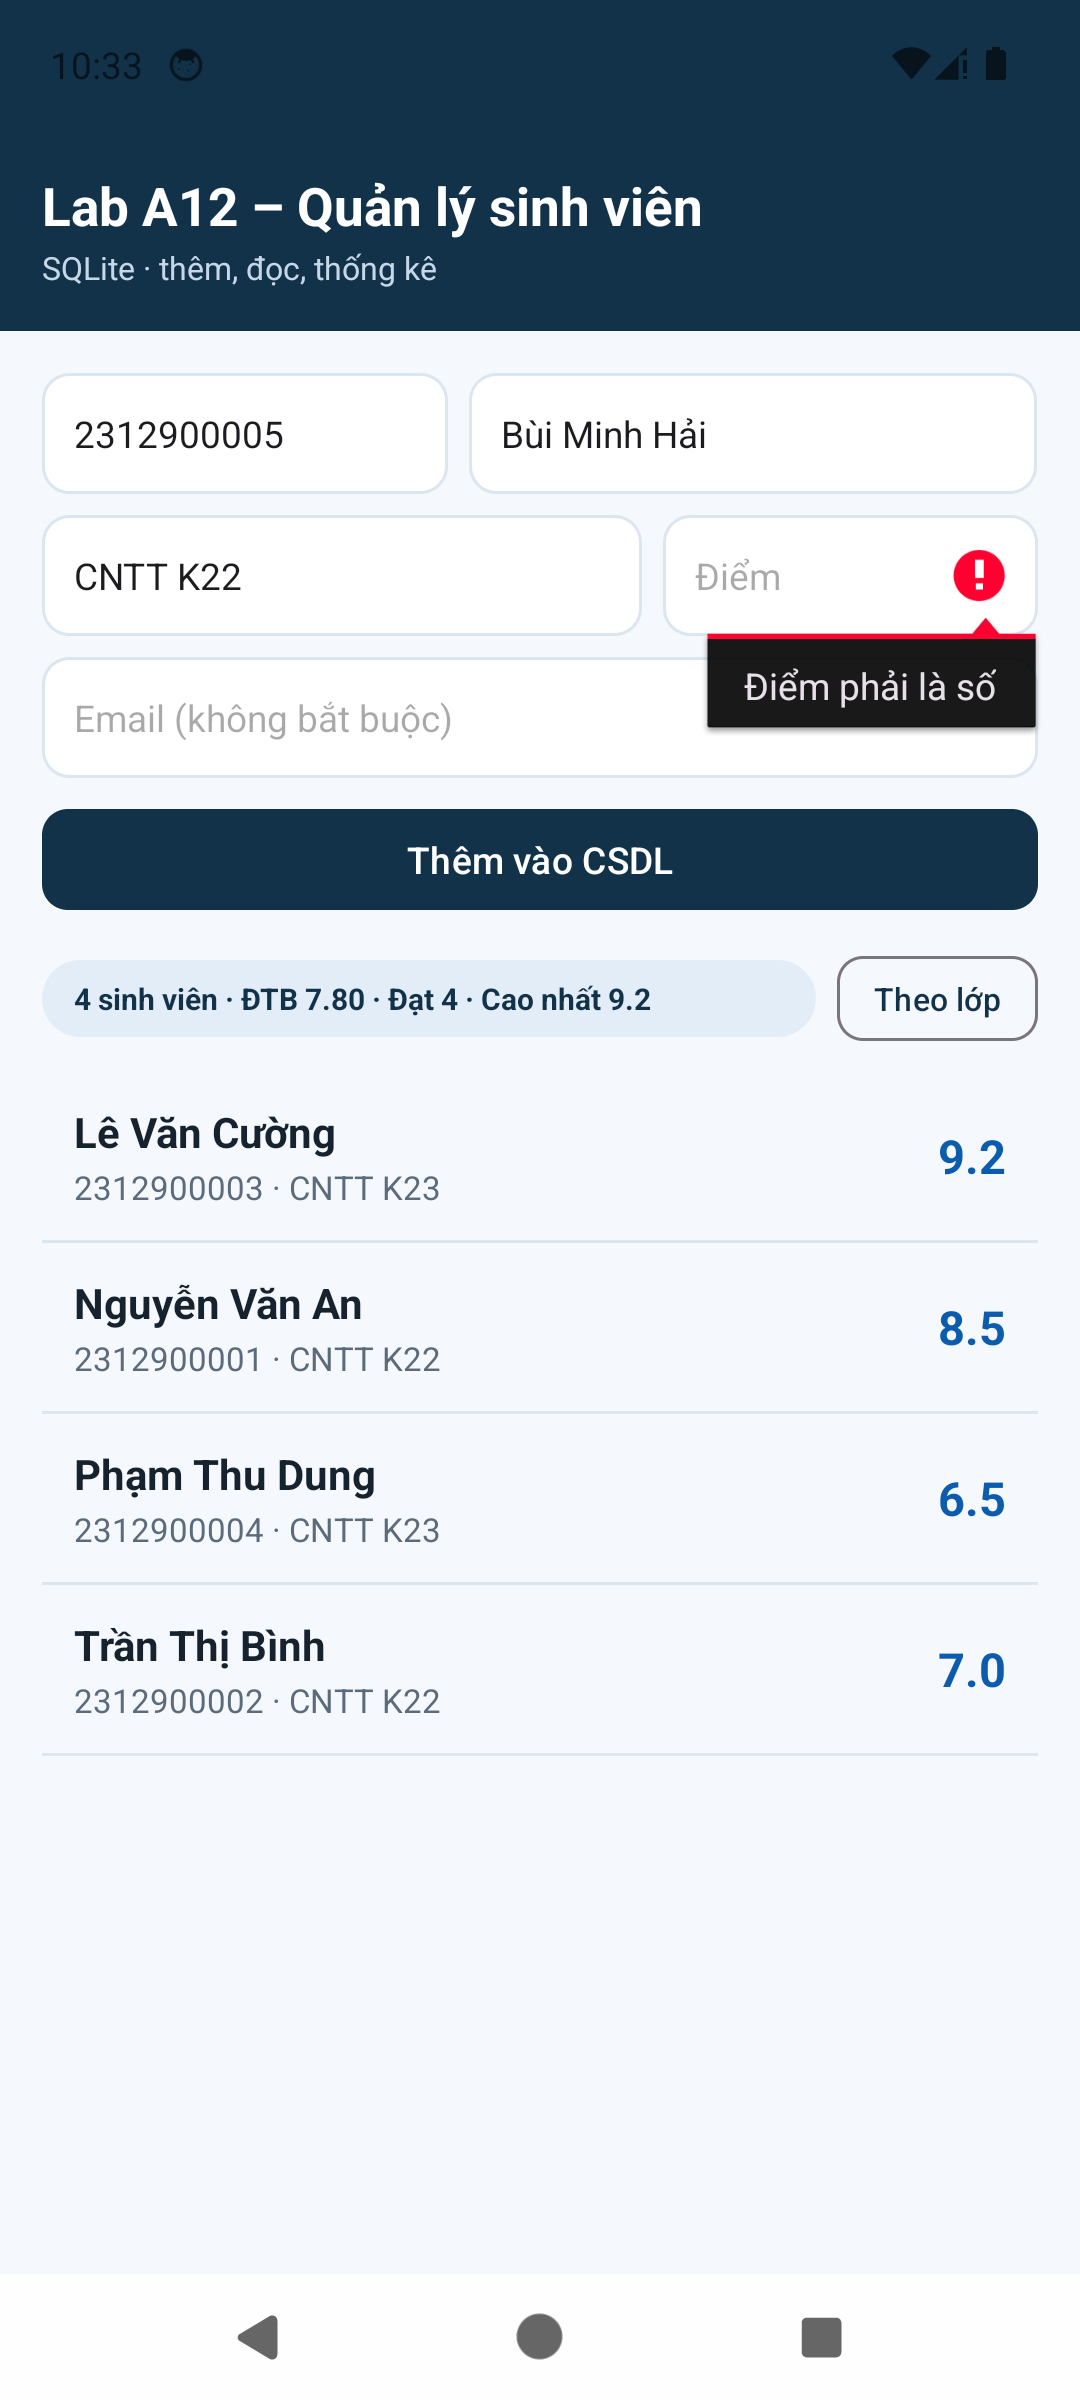 10:33
Lab A12 – Quản lý sinh viên
SQLite · thêm, đọc, thống kê
2312900005
Bùi Minh Hải
CNTT K22
Điểm
Điểm phải là số
Email (không bắt buộc)
Thêm vào CSDL
4 sinh viên · ĐTB 7.80 · Đạt 4 · Cao nhất 9.2
Theo lớp
Lê Văn Cường
9.2
2312900003 · CNTT K23
Nguyễn Văn An
8.5
2312900001 · CNTT K22
Phạm Thu Dung
6.5
2312900004 · CNTT K23
Trần Thị Bình
7.0
2312900002 · CNTT K22